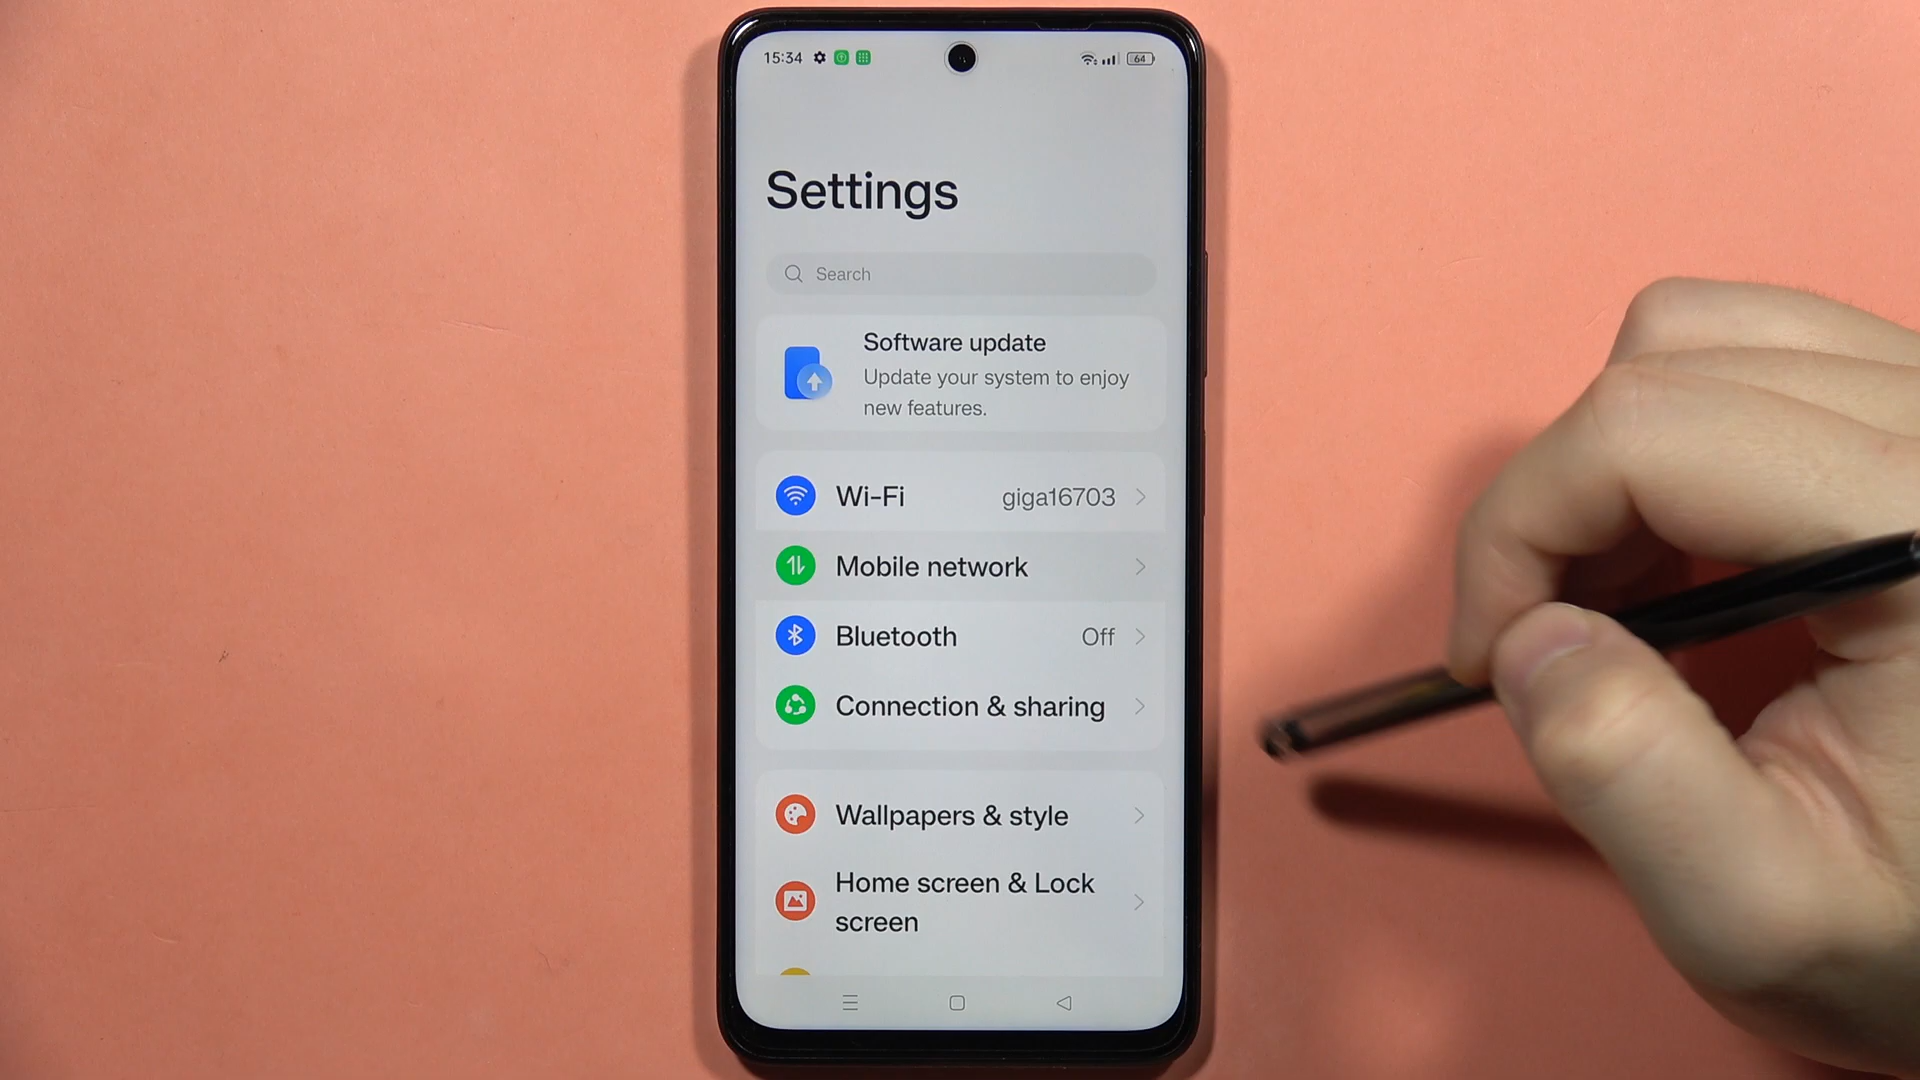 15:34
64
Settings
Search
Software update
Update your system to enjoy
new features.
Wi-Fi giga16703
Mobile network
Bluetooth Off
Connection & sharing
Wallpapers & style
Home screen & Lock
screen